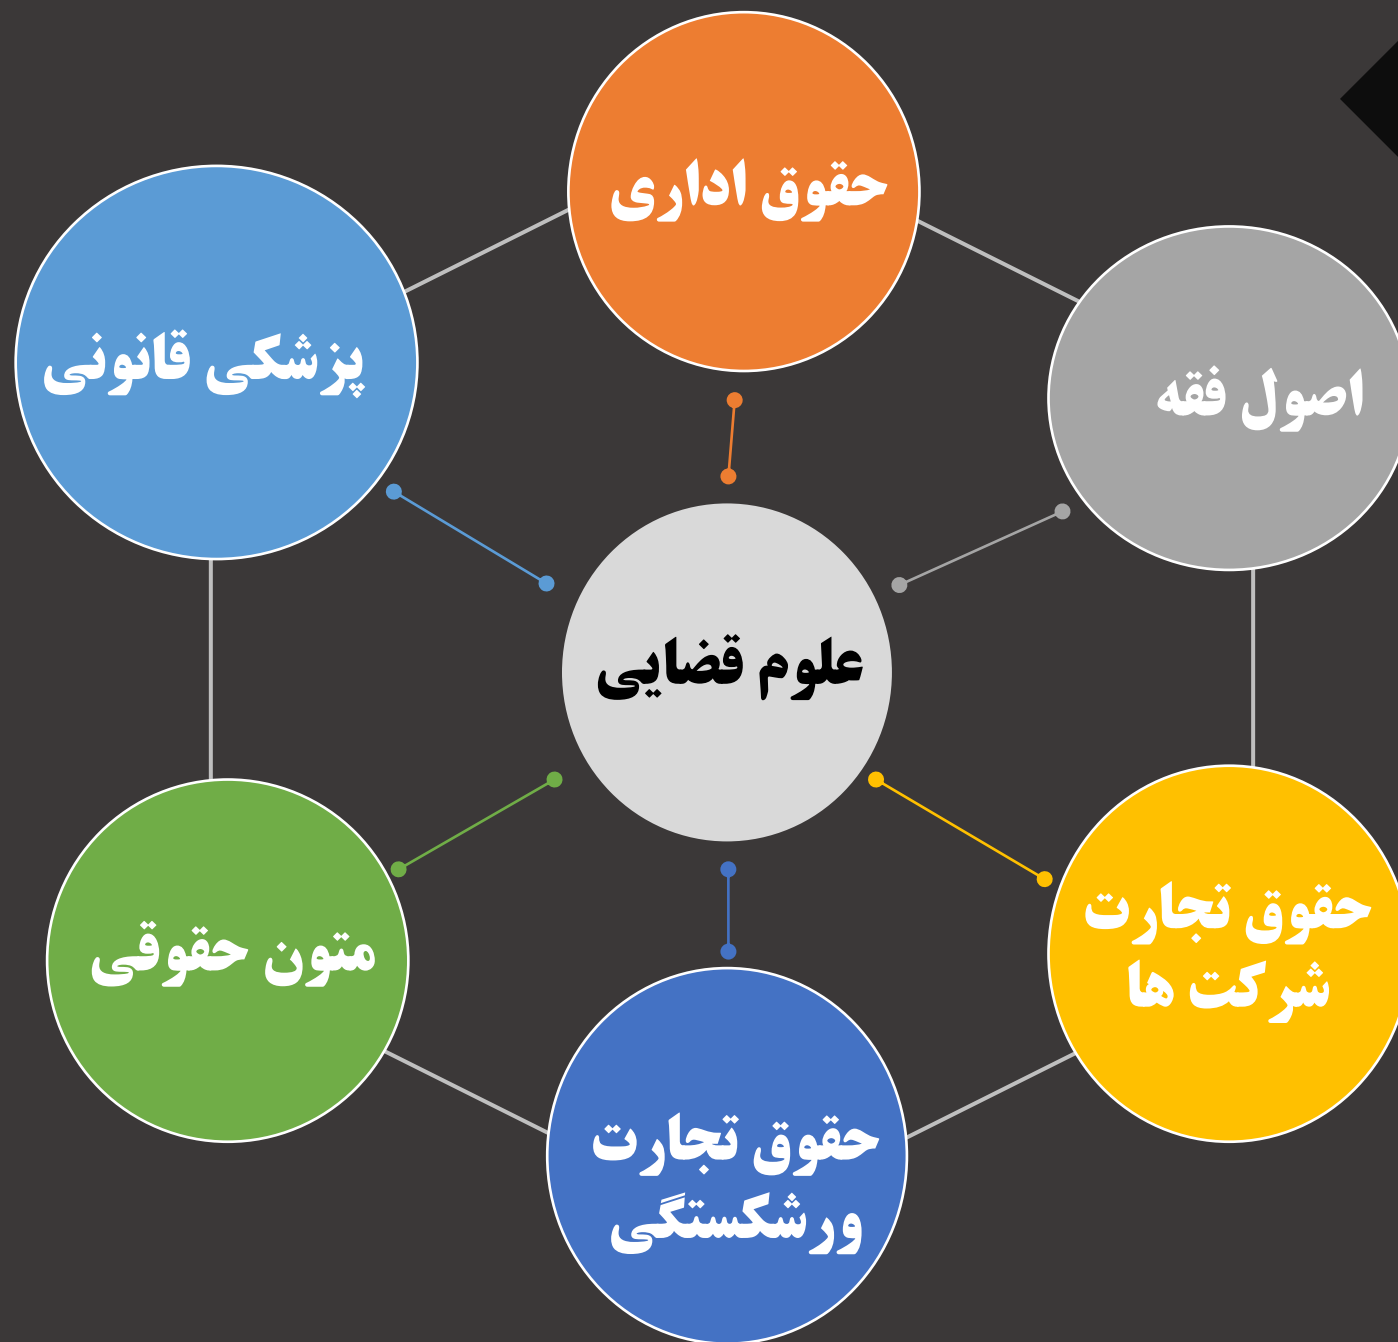 حقوق اداری
پزشکی قانونی
اصول فقه
علوم قضایی
حقوق تجارت
شرکت ها
متون حقوقی
حقوق تجارت
ورشکستگی